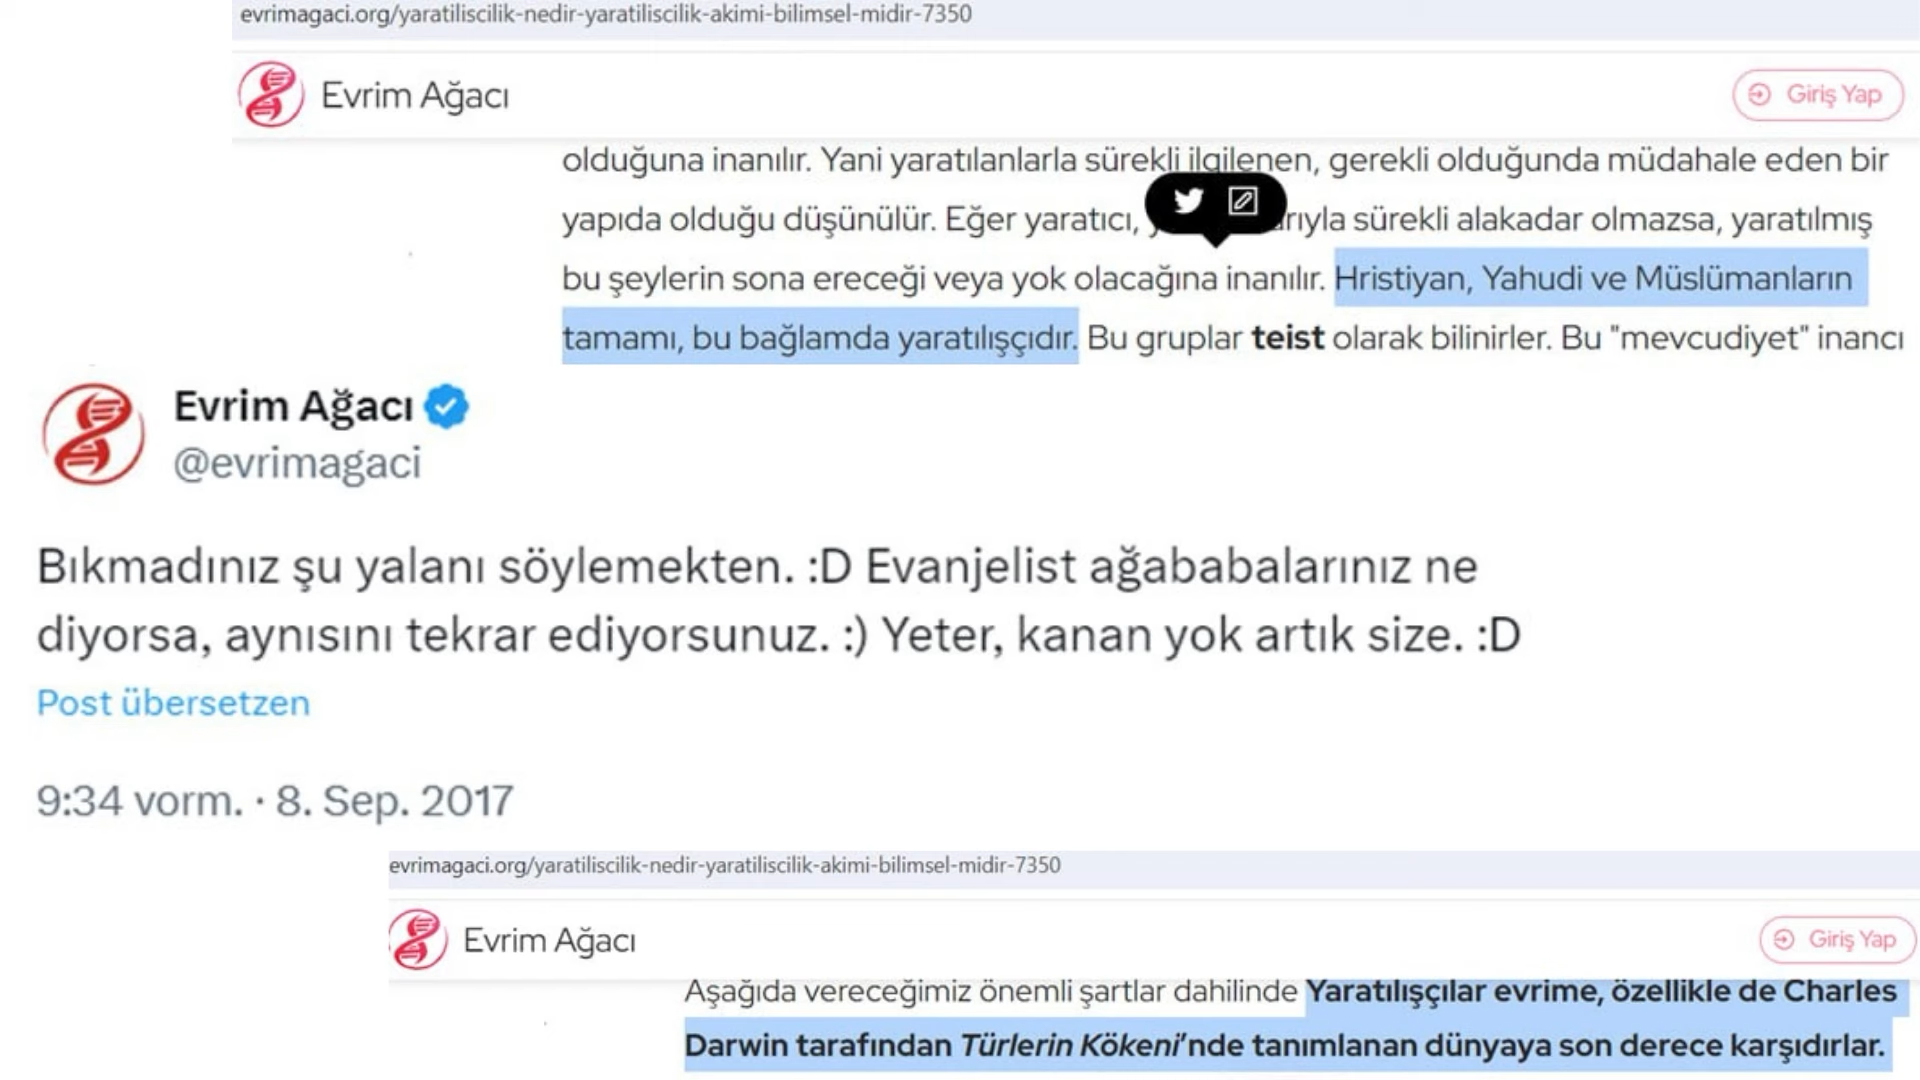 evrimagaci.org/yaratiliscilik-nedir-yaratiliscilik-akimi-bilimsel-midir-7350
Evrim Ağacı
Giriş Yap
olduğuna inanılır. Yani yaratılanlarla sürekli ilgilenen, gerekli olduğunda müdahale eden bir
yapıda olduğu düşünülür. Eğer yaratıcı, rıyla sürekli alakadar olmazsa, yaratılmış
bu şeylerin sona ereceği veya yok olacağına inanılır. Hristiyan, Yahudi ve Müslümanların
tamamı, bu bağlamda yaratılışçıdır. Bu gruplar teist olarak bilinirler. Bu "mevcudiyet" inancı
Evrim Ağacı
@evrimagaci
Bıkmadınız şu yalanı söylemekten. :D Evanjelist ağababalarınız ne
diyorsa, aynısını tekrar ediyorsunuz. :) Yeter, kanan yok artık size. :D
Post übersetzen
9:34 vorm. · 8. Sep. 2017
evrimagaci.org/yaratiliscilik-nedir-yaratiliscilik-akimi-bilimsel-midir-7350
Evrim Ağacı
Giriş Yap
Aşağıda vereceğimiz önemli şartlar dahilinde Yaratılışçılar evrime, özellikle de Charles
Darwin tarafından Türlerin Kökeni'nde tanımlanan dünyaya son derece karşıdırlar.